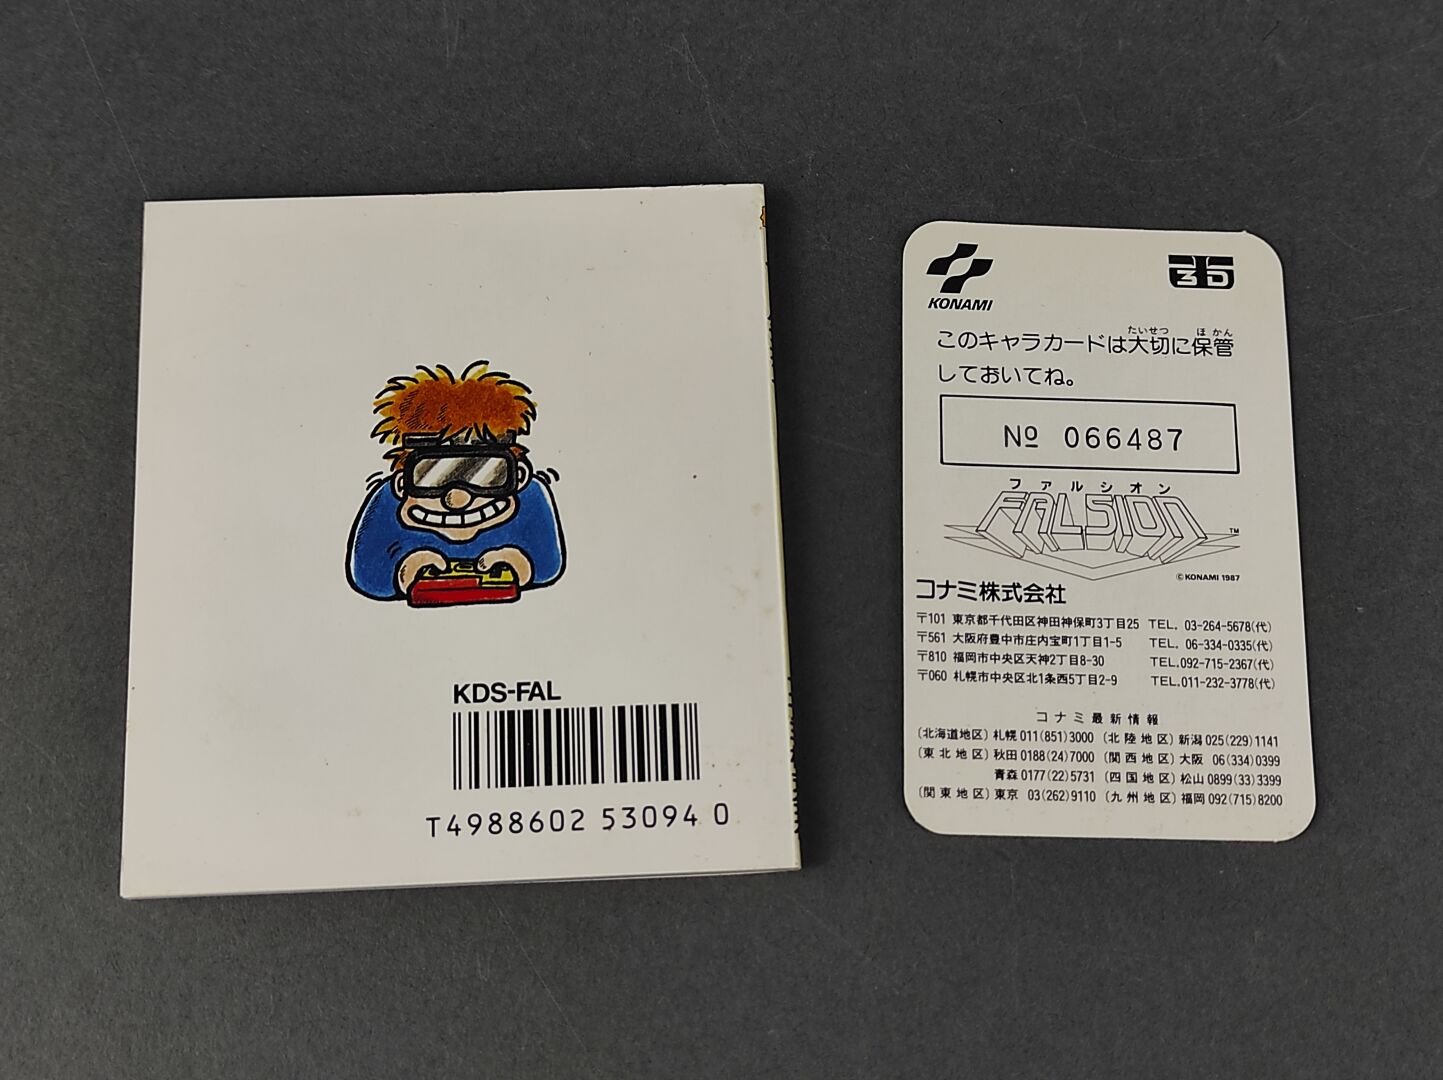 KDS-FAL
T4988602 53094 0
KONAMI
3D
このキャラカードは大切に保管
たいせつ ほかん
しておいてね。
№ 066487
ファルシオン
FALSION
™
©KONAMI 1987
コナミ株式会社
〒101 東京都千代田区神田神保町3丁目25 TEL. 03-264-5678(代)
〒561 大阪府豊中市庄内宝町1丁目1-5 TEL. 06-334-0335(代)
〒810 福岡市中央区天神2丁目8-30 TEL.092-715-2367(代)
〒060 札幌市中央区北1条西5丁目2-9 TEL.011-232-3778(代)
コナミ最新情報
(北海道地区) 札幌 011(851)3000 (北陸地区) 新潟 025(229)1141
(東北地区) 秋田 0188(24)7000 (関西地区) 大阪 06(334)0399
青森 0177(22)5731 (四国地区) 松山 0899(33)3399
(関東地区) 東京 03(262)9110 (九州地区) 福岡 092(715)8200